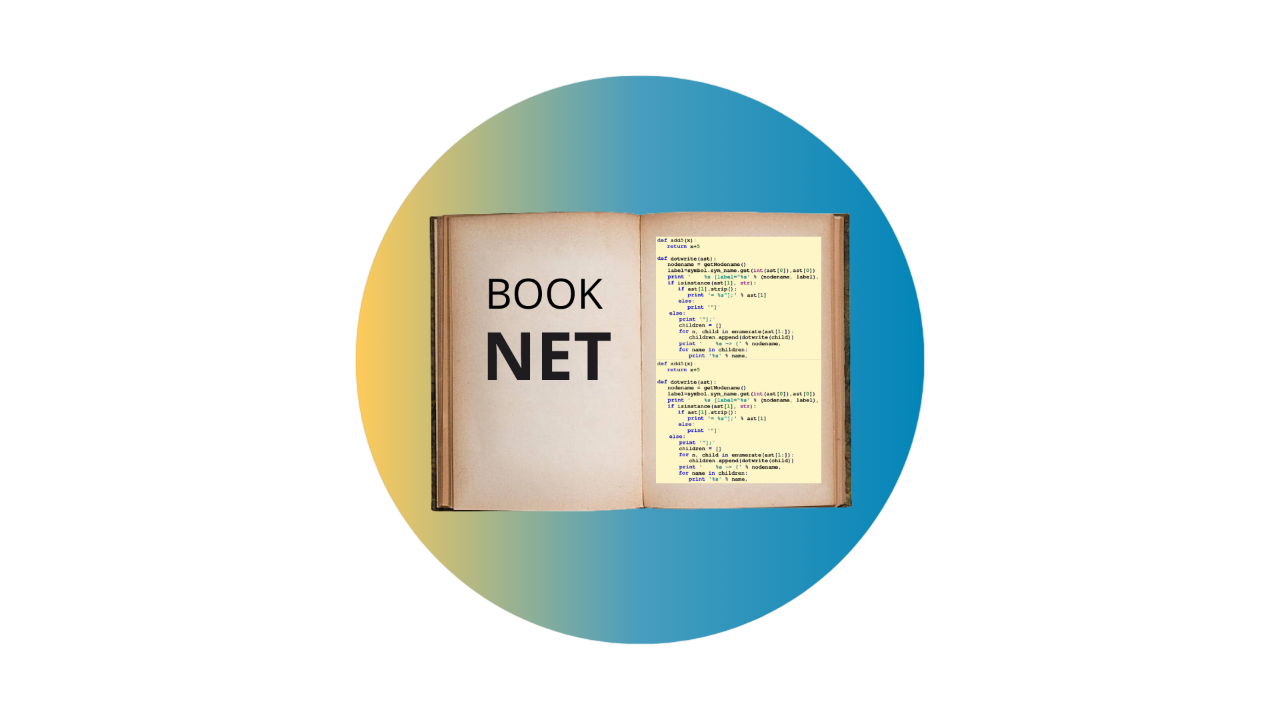 BOOK
NET
def add5(x):
return x+5
def dotwrite(ast):
nodename = getNodename()
label=symbol.sym_name.get(int(ast[0]),ast[0])
print '    %s [label="%s' % (nodename, label),
if isinstance(ast[1], str):
if ast[1].strip():
print '= %s"];' % ast[1]
else:
print '"]'
else:
print '"];'
children = []
for n, child in enumerate(ast[1:]):
children.append(dotwrite(child))
print '    %s -> {' % nodename,
for name in children:
print '%s' % name,
def add5(x):
return x+5
def dotwrite(ast):
nodename = getNodename()
label=symbol.sym_name.get(int(ast[0]),ast[0])
print '    %s [label="%s' % (nodename, label),
if isinstance(ast[1], str):
if ast[1].strip():
print '= %s"];' % ast[1]
else:
print '"]'
else:
print '"];'
children = []
for n, child in enumerate(ast[1:]):
children.append(dotwrite(child))
print '    %s -> {' % nodename,
for name in children:
print '%s' % name,